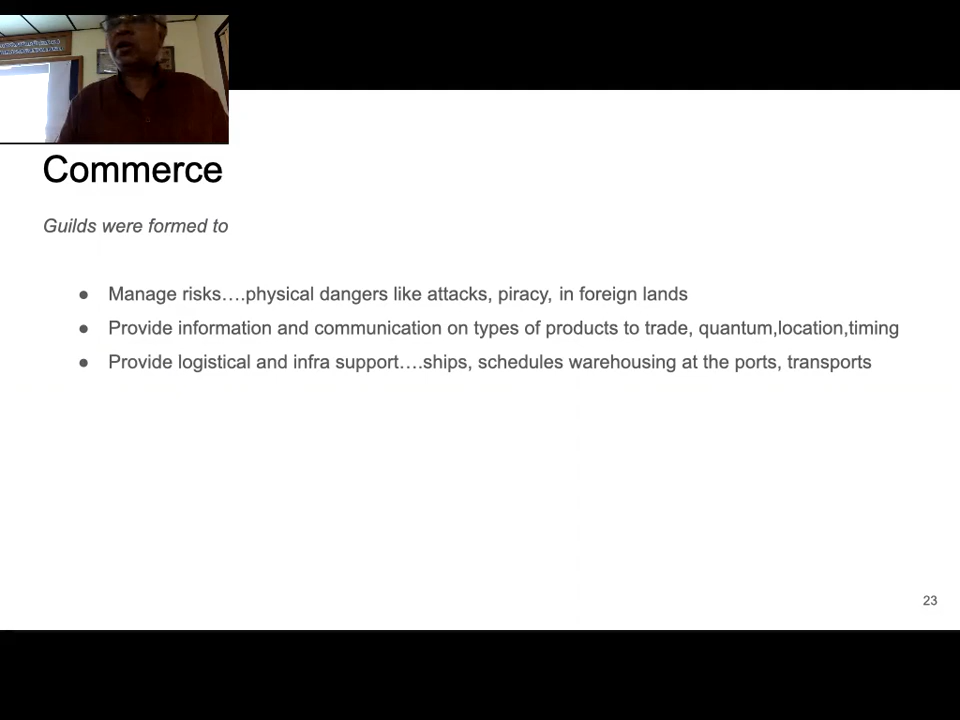 Commerce
Guilds were formed to
● Manage risks….physical dangers like attacks, piracy, in foreign lands
● Provide information and communication on types of products to trade, quantum,location,timing
● Provide logistical and infra support….ships, schedules warehousing at the ports, transports
23